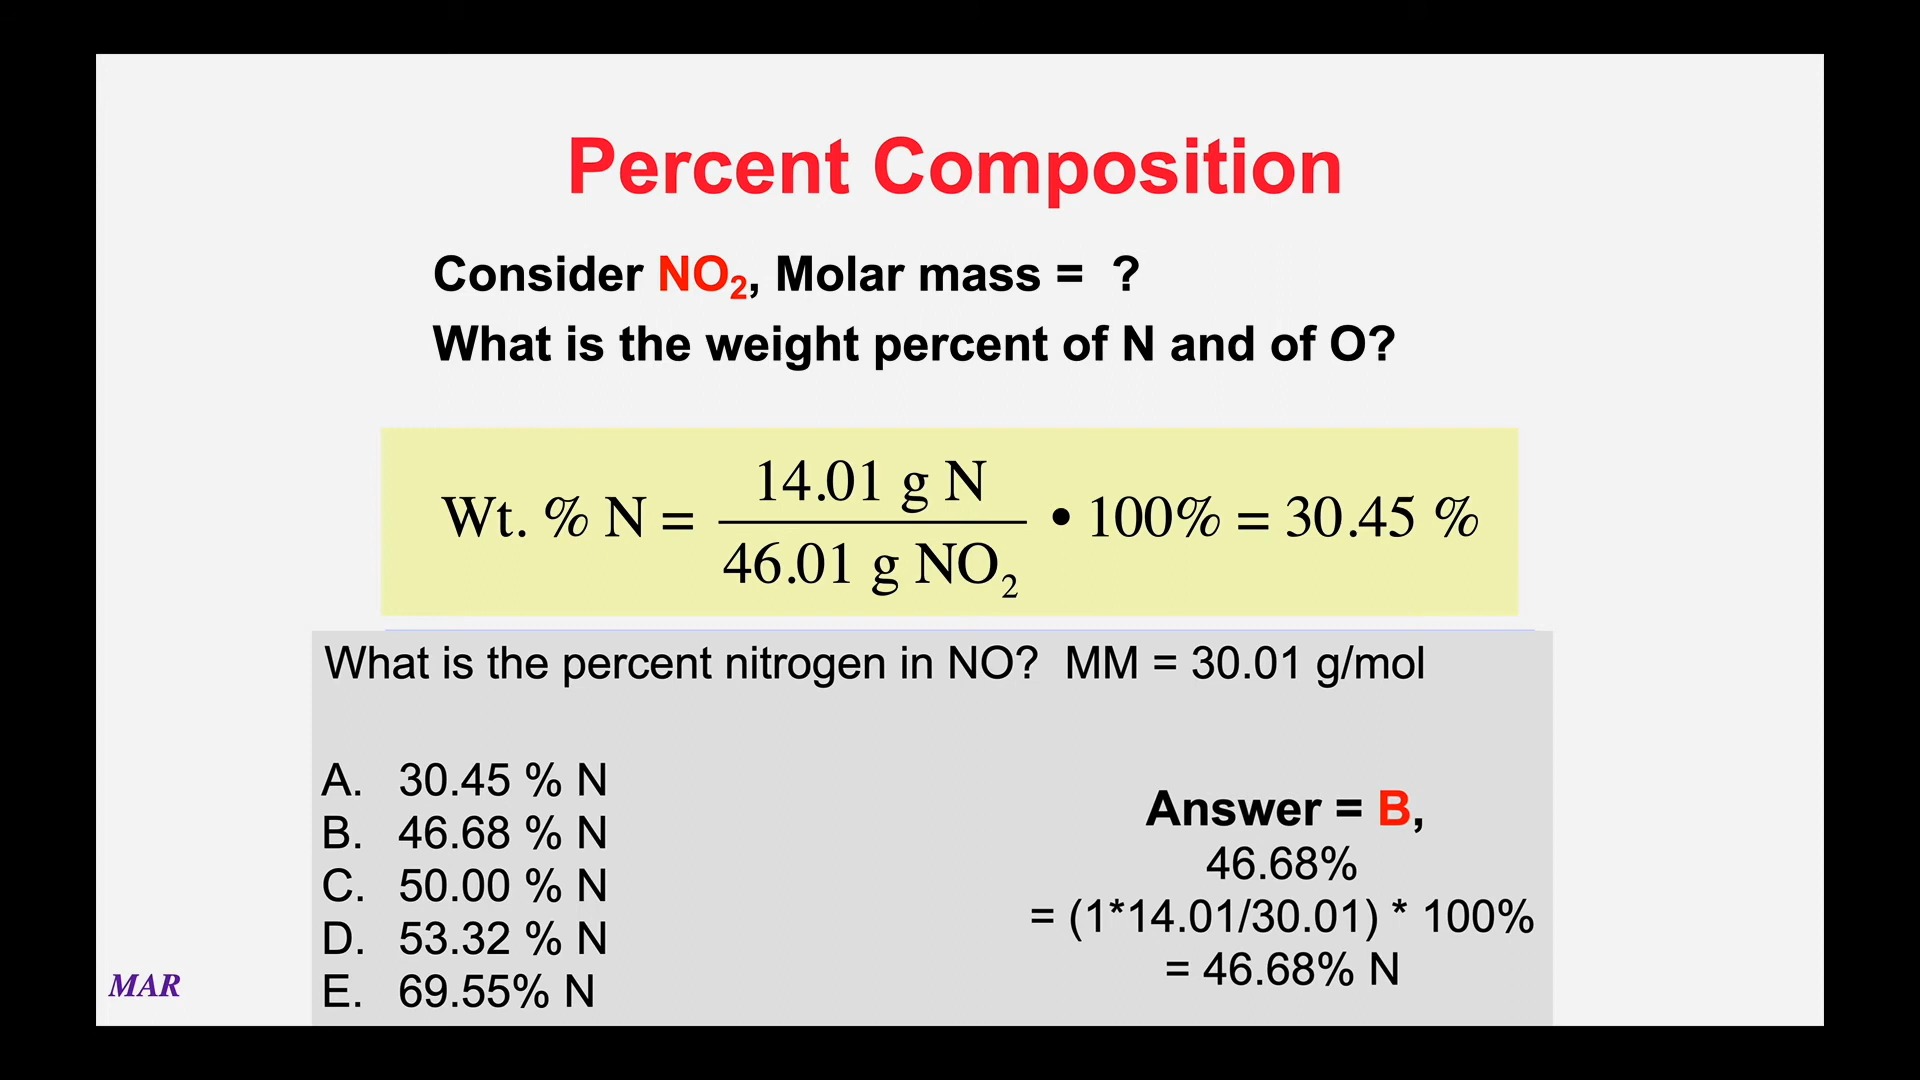 Percent Composition
Consider NO₂, Molar mass = ?
What is the weight percent of N and of O?
Wt. % N = 14.01 g N / 46.01 g NO₂ • 100% = 30.45 %
What is the percent nitrogen in NO? MM = 30.01 g/mol
A. 30.45 % N
B. 46.68 % N
C. 50.00 % N
D. 53.32 % N
E. 69.55% N
Answer = B,
46.68%
= (1*14.01/30.01) * 100%
= 46.68% N
MAR